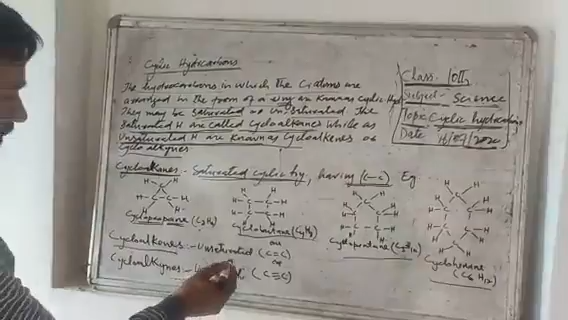 Cyclic Hydrocarbons
The hydrocarbons in which the C atoms are
arranged in the form of a ring are known as cyclic Hyd
They may be saturated or unsaturated. The
saturated H are called cycloalkanes while as
Unsaturated H are known as cycloalkenes or
cycloalkynes
Cycloalkanes - Saturated cyclic hy, having (C-C) Eg
Cyclopropane (C3H6)
Cyclobutane (C4H8)
Cyclopentane (C5H10)
Cyclohexane
(C6H12)
Cycloalkenes - Unsaturated (C=C)
Cycloalkynes - (C≡C)
Class 10th
Subject - Science
Topic Cyclic hydrocarbons
Date